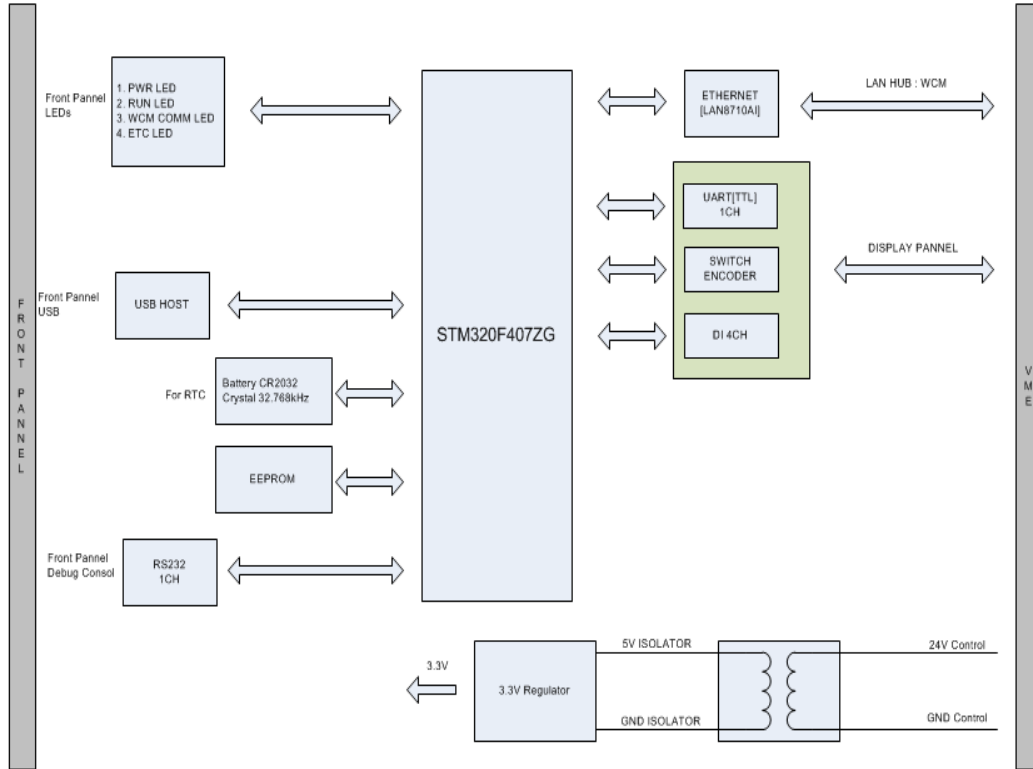 FRONT PANNEL
Front Pannel
LEDs
1. PWR LED
2. RUN LED
3. WCM COMM LED
4. ETC LED
Front Pannel
USB
USB HOST
For RTC
Battery CR2032
Crystal 32.768kHz
EEPROM
Front Pannel
Debug Consol
RS232
1CH
STM320F407ZG
ETHERNET
[LAN8710AI]
LAN HUB : WCM
UART[TTL]
1CH
SWITCH
ENCODER
DI 4CH
DISPLAY PANNEL
VME
3.3V
3.3V Regulator
5V ISOLATOR
GND ISOLATOR
24V Control
GND Control